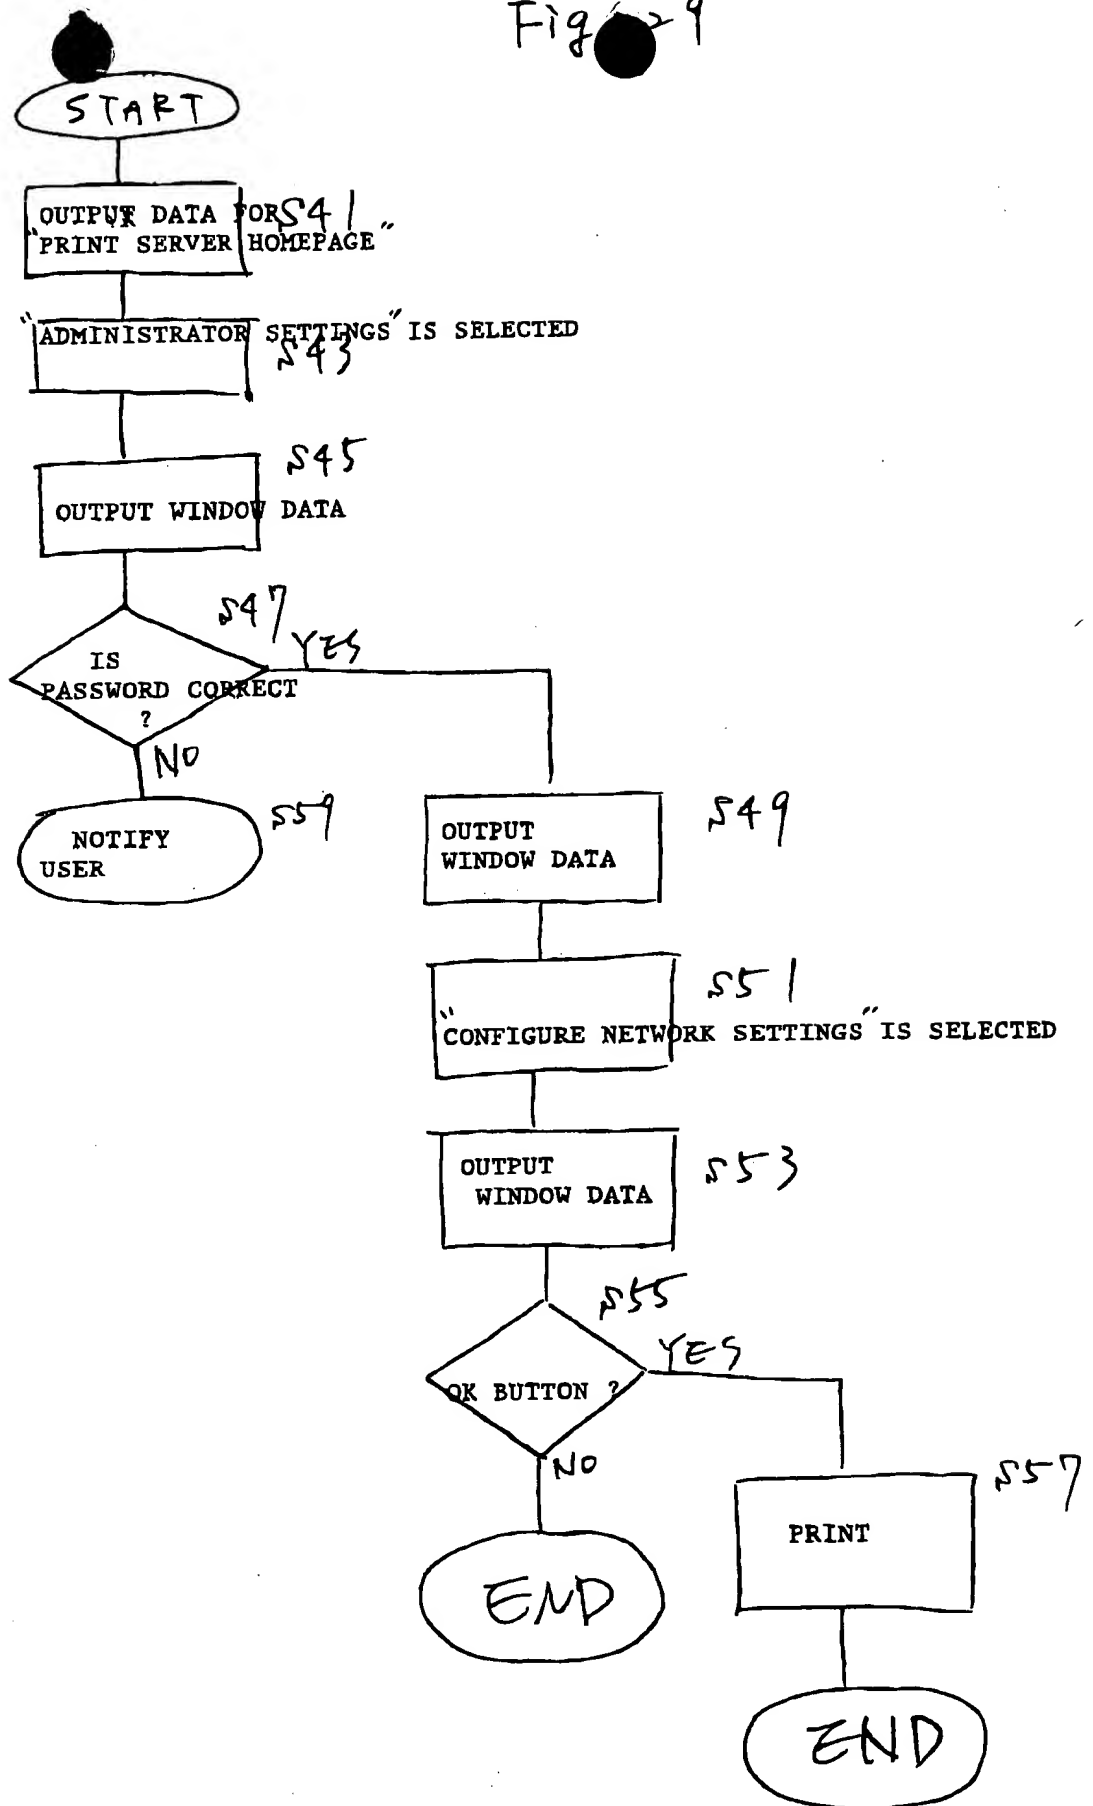 Fig 29
START
OUTPUT DATA FOR S41
"PRINT SERVER HOMEPAGE"
"ADMINISTRATOR SETTINGS" IS SELECTED
S43
S45
OUTPUT WINDOW DATA
S47
YES
IS
PASSWORD CORRECT
?
NO
S59
NOTIFY
USER
S49
OUTPUT
WINDOW DATA
S51
"CONFIGURE NETWORK SETTINGS" IS SELECTED
S53
OUTPUT
WINDOW DATA
S55
YES
OK BUTTON ?
NO
END
S57
PRINT
END